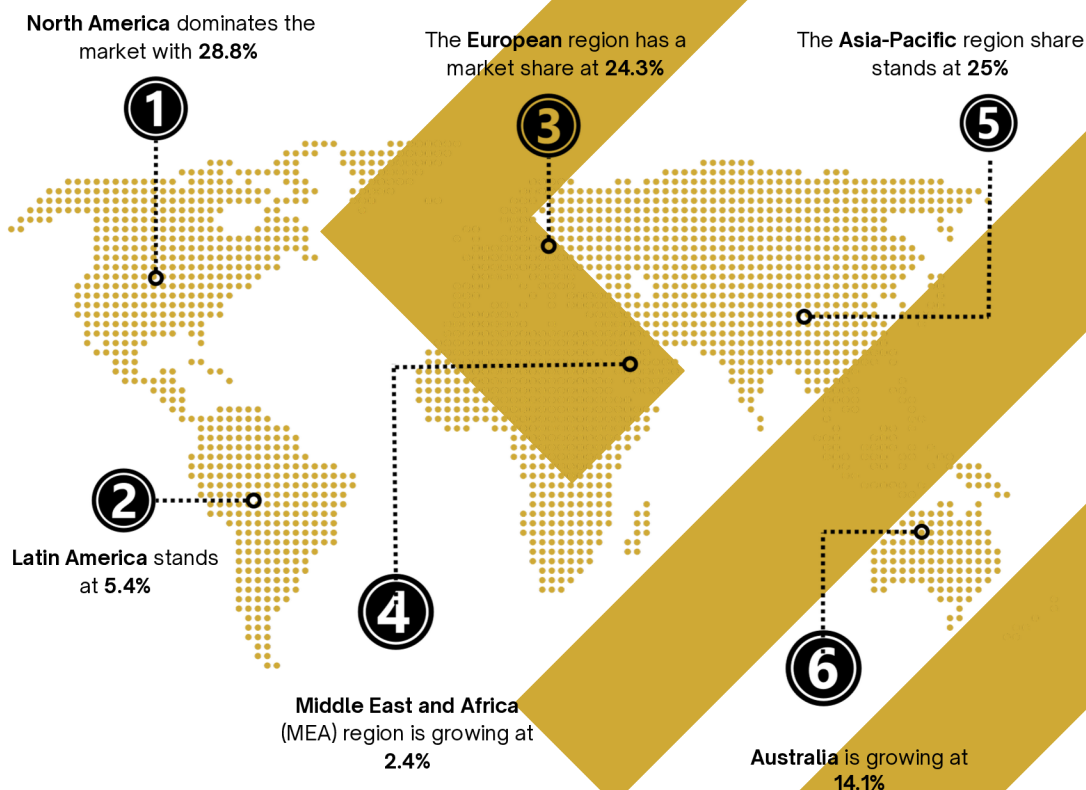 North America dominates the
market with 28.8%
1
The European region has a
market share at 24.3%
3
The Asia-Pacific region share
stands at 25%
5
2
Latin America stands
at 5.4%
4
Middle East and Africa
(MEA) region is growing at
2.4%
6
Australia is growing at
14.1%